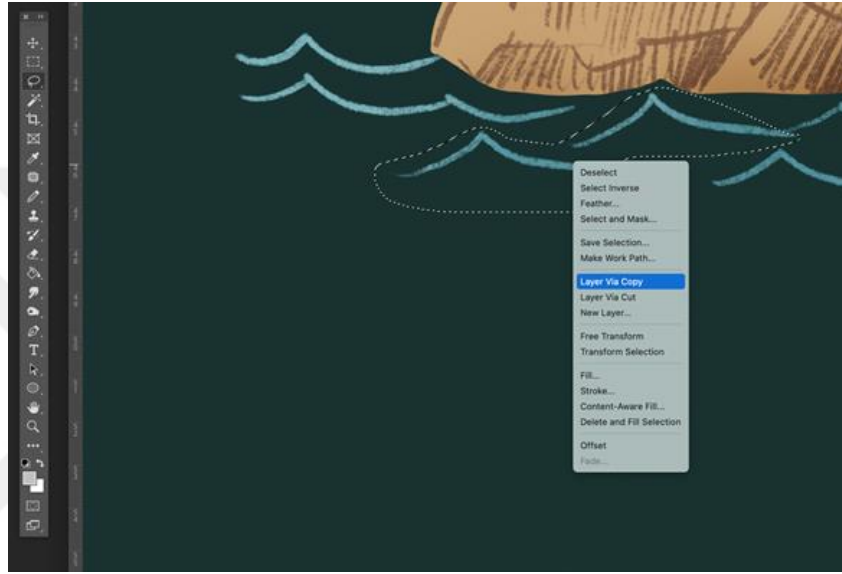 Deselect
Select Inverse
Feather...
Select and Mask...
Save Selection...
Make Work Path...
Layer Via Copy
Layer Via Cut
New Layer...
Free Transform
Transform Selection
Fill...
Stroke...
Content-Aware Fill...
Delete and Fill Selection
Offset
Fade...